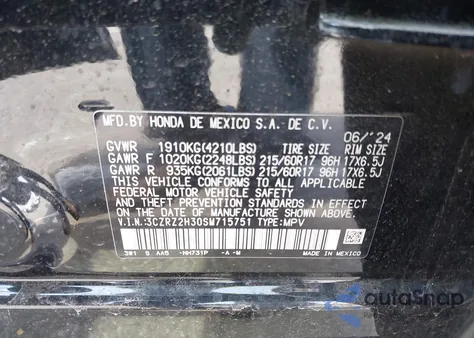 MFD.BY HONDA DE MEXICO S.A. DE C.V.
06/'24
GVWR 1910KG(4210LBS) TIRE SIZE RIM SIZE
GAWR F 1020KG(2248LBS) 215/60R17 96H 17X6.5J
GAWR R 935KG(2061LBS) 215/60R17 96H 17X6.5J
THIS VEHICLE CONFORMS TO ALL APPLICABLE
FEDERAL MOTOR VEHICLE SAFETY
AND THEFT PREVENTION STANDARDS IN EFFECT ON
THE DATE OF MANUFACTURE SHOWN ABOVE.
V.I.N.:3CZRZ2H30SM715751 TYPE:MPV
NH731P -A-M
MADE IN MEXICO
autoSnap